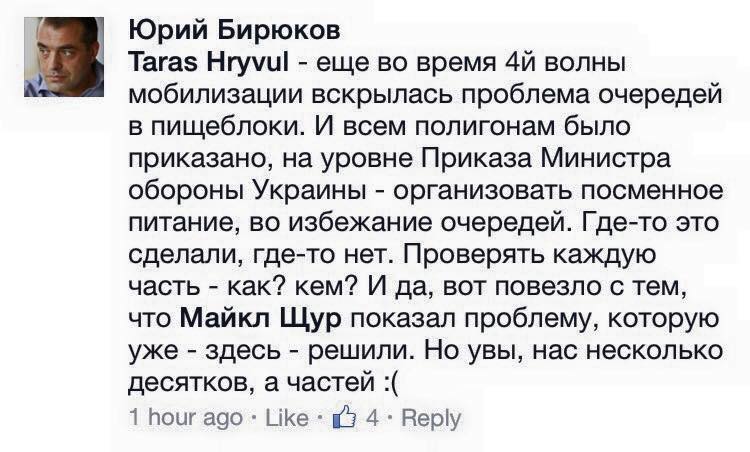 Юрий Бирюков
Taras Hryvul - еще во время 4й волны
мобилизации вскрылась проблема очередей
в пищеблоки. И всем полигонам было
приказано, на уровне Приказа Министра
обороны Украины - организовать посменное
питание, во избежание очередей. Где-то это
сделали, где-то нет. Проверять каждую
часть - как? кем? И да, вот повезло с тем,
что Майкл Щур показал проблему, которую
уже - здесь - решили. Но увы, нас несколько
десятков, а частей :(
1 hour ago · Like · 4 · Reply